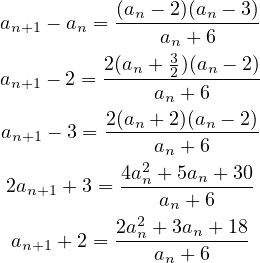 a_{n+1} - a_n = \frac{(a_n - 2)(a_n - 3)}{a_n + 6}
a_{n+1} - 2 = \frac{2(a_n + \frac{3}{2})(a_n - 2)}{a_n + 6}
a_{n+1} - 3 = \frac{2(a_n + 2)(a_n - 2)}{a_n + 6}
2a_{n+1} + 3 = \frac{4a_n^2 + 5a_n + 30}{a_n + 6}
a_{n+1} + 2 = \frac{2a_n^2 + 3a_n + 18}{a_n + 6}